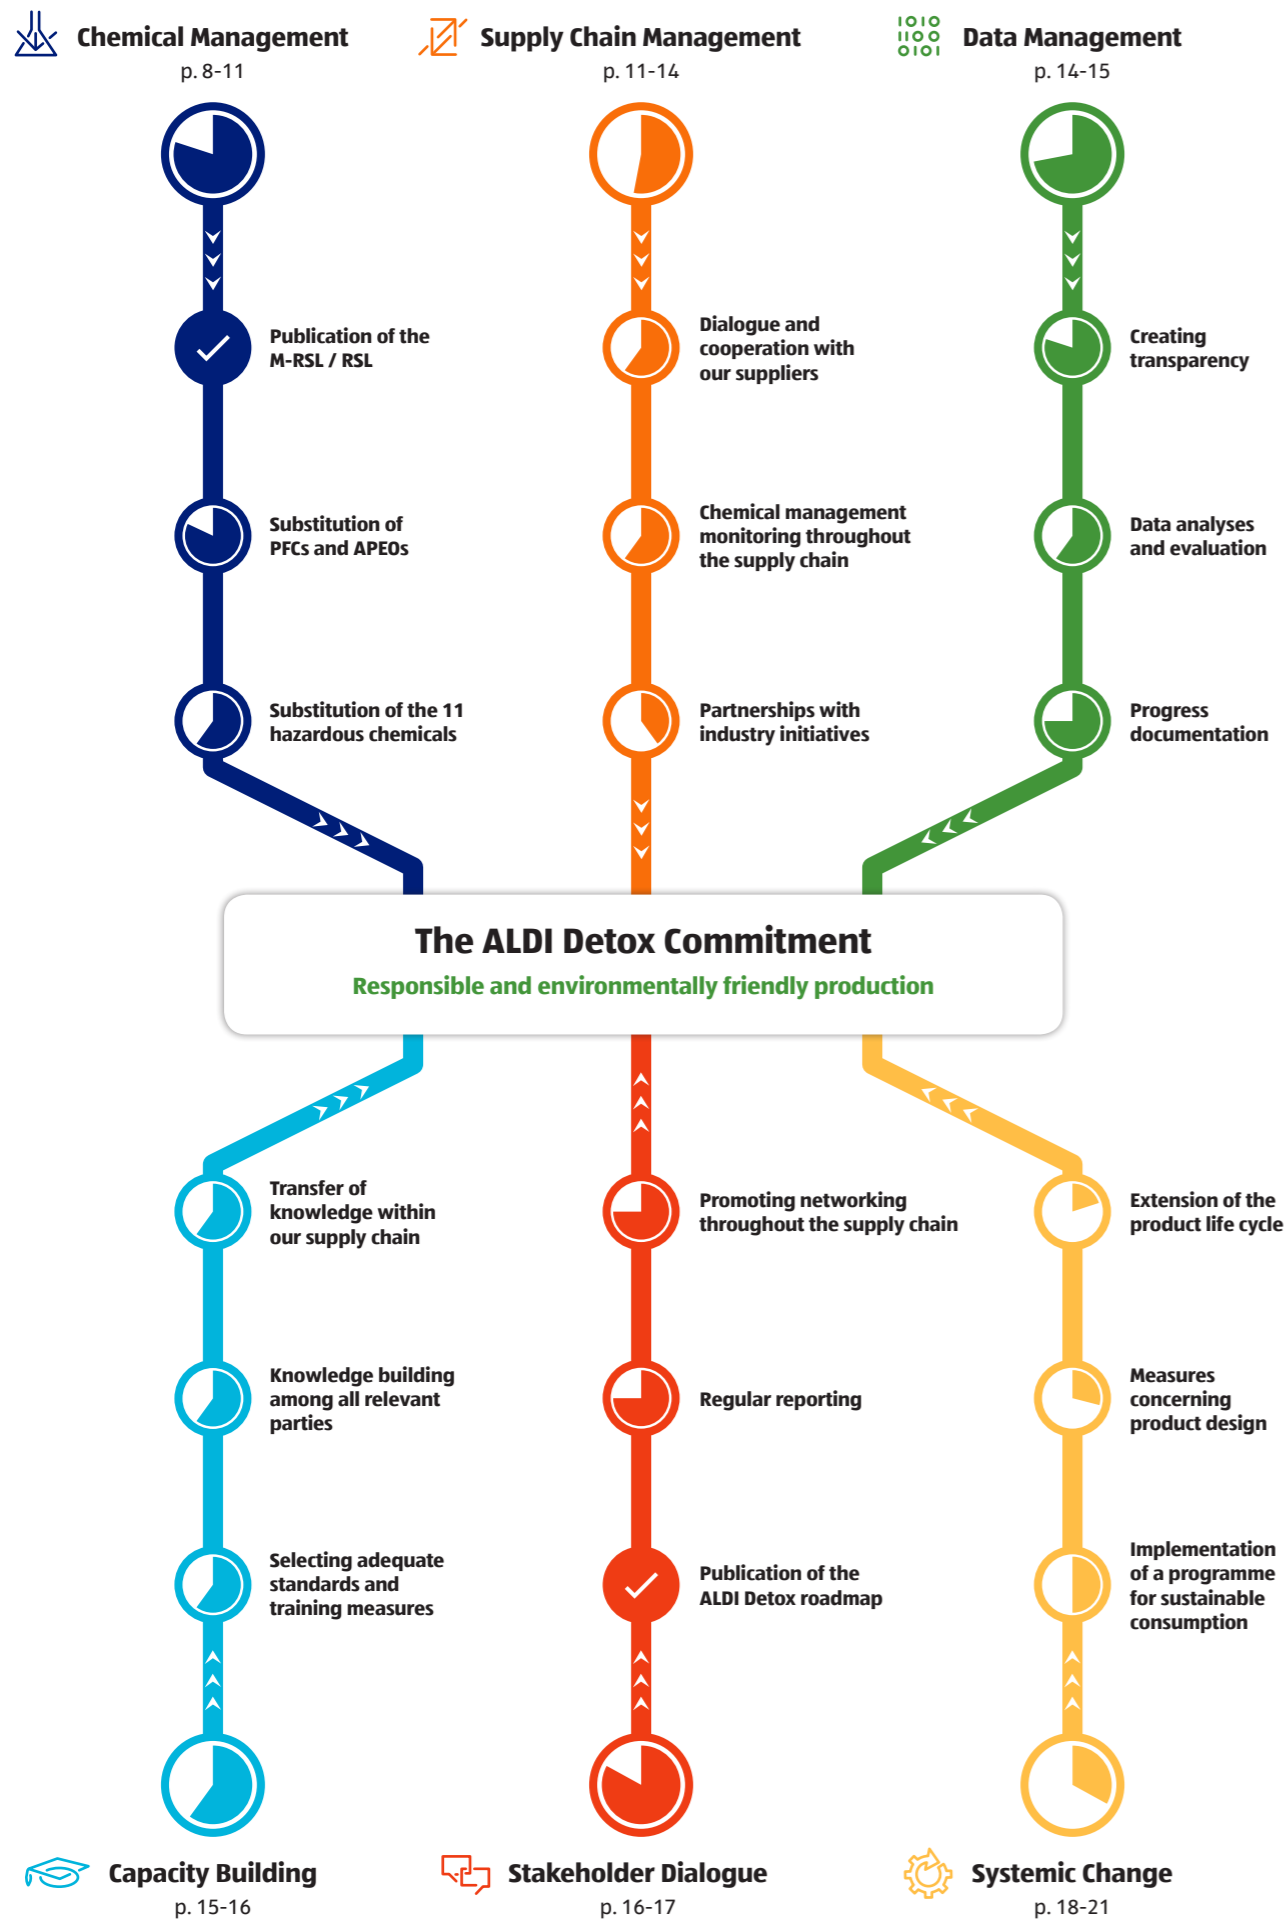 Chemical Management
p. 8-11
Supply Chain Management
p. 11-14
1010
1100
0101
Data Management
p. 14-15
Publication of the
M-RSL / RSL
Dialogue and
cooperation with
our suppliers
Creating
transparency
Substitution of
PFCs and APEOs
Chemical management
monitoring throughout
the supply chain
Data analyses
and evaluation
Substitution of the 11
hazardous chemicals
Partnerships with
industry initiatives
Progress
documentation
The ALDI Detox Commitment
Responsible and environmentally friendly production
Transfer of
knowledge within
our supply chain
Promoting networking
throughout the supply chain
Extension of the
product life cycle
Knowledge building
among all relevant
parties
Regular reporting
Measures
concerning
product design
Selecting adequate
standards and
training measures
Publication of the
ALDI Detox roadmap
Implementation
of a programme
for sustainable
consumption
Capacity Building
p. 15-16
Stakeholder Dialogue
p. 16-17
Systemic Change
p. 18-21